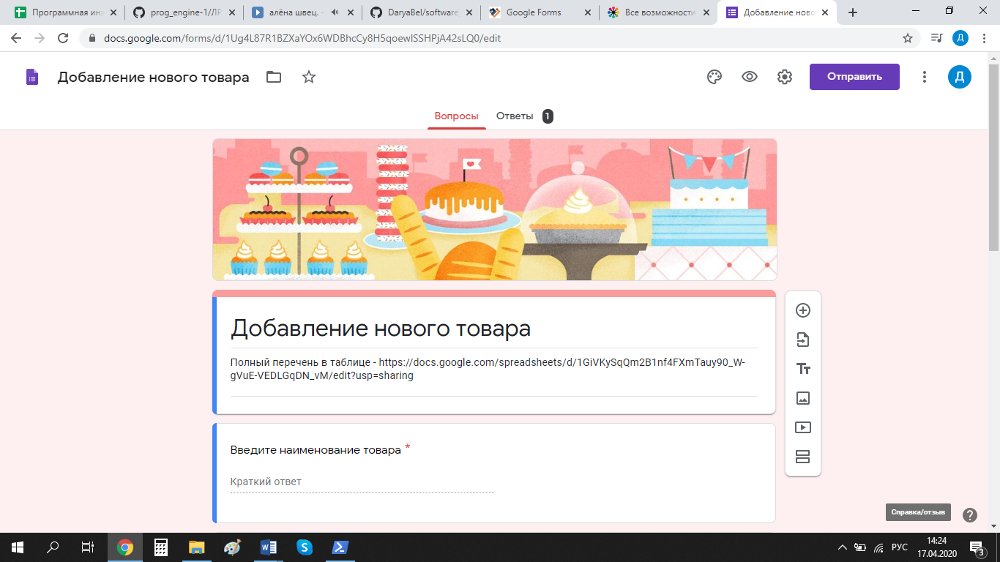 Программная инж
prog_engine-1/ЛР
алёна швец. -
DaryaBel/software
Google Forms
Все возможности
Добавление ново
docs.google.com/forms/d/1Ug4L87R1BZXaYOx6WDBhcCy8H5qoewlSSHPjA42sLQ0/edit
Д
Добавление нового товара
Отправить
Д
Вопросы
Ответы 1
Добавление нового товара
Полный перечень в таблице - https://docs.google.com/spreadsheets/d/1GiVKySqQm2B1nf4FXmTauy90_W-
gVuE-VEDLGqDN_vM/edit?usp=sharing
Введите наименование товара *
Краткий ответ
Справка/отзыв
РУС
14:24
17.04.2020
3